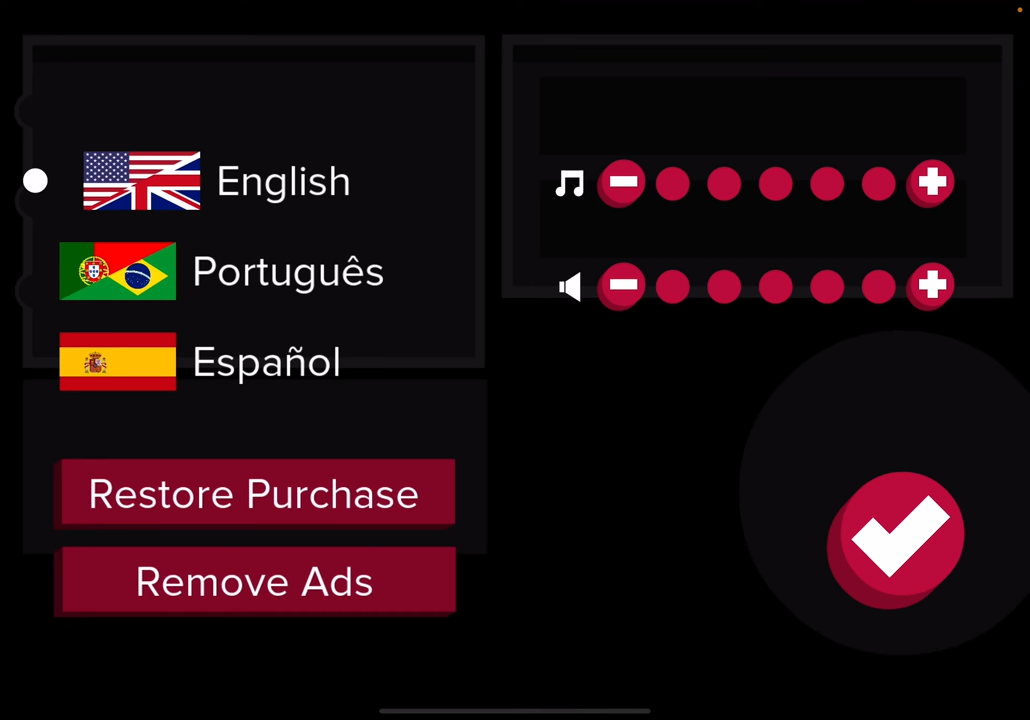 English
Português
Español
Restore Purchase
Remove Ads